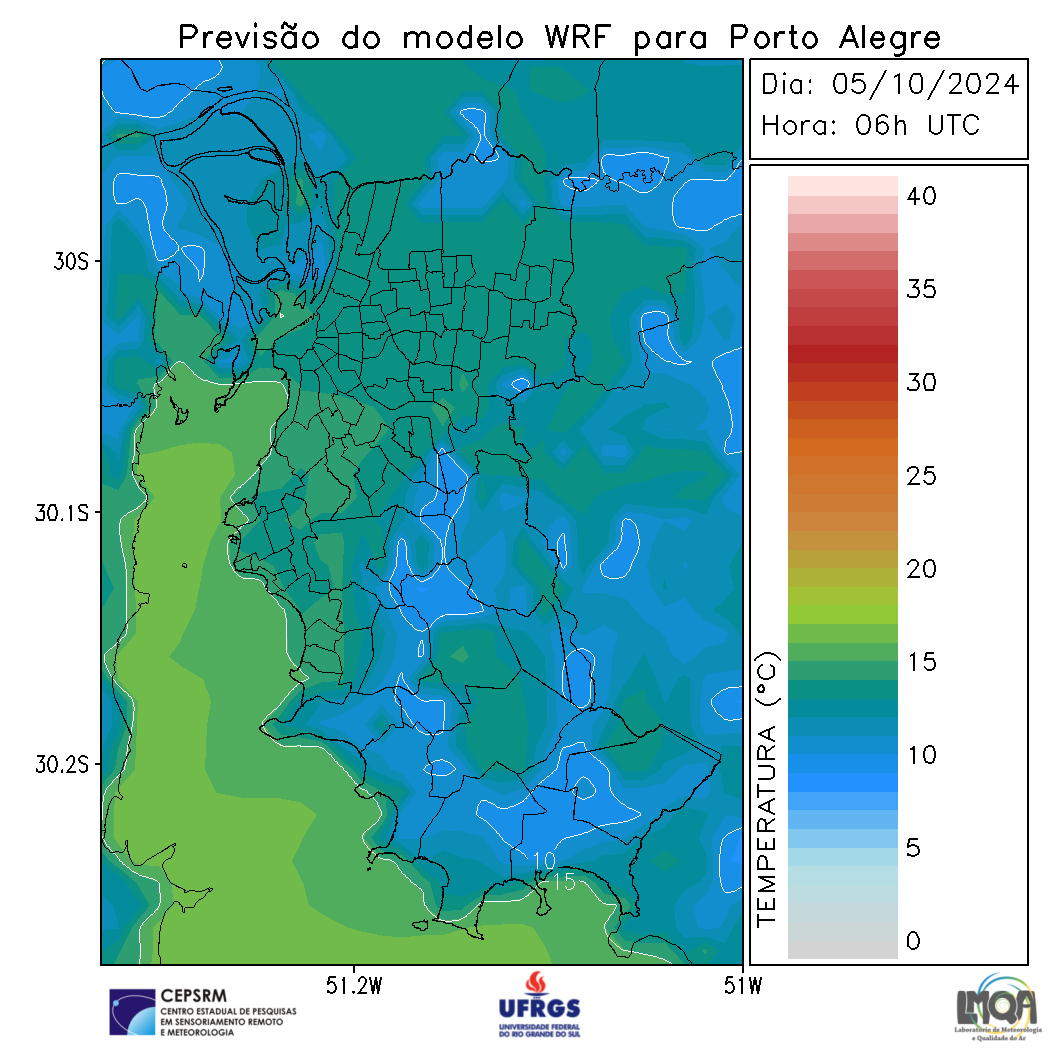 Previsão do modelo WRF para Porto Alegre
Dia: 05/10/2024
Hora: 06h UTC
30S
30.1S
30.2S
51.2W
51W
10
15
TEMPERATURA (°C)
40
35
30
25
20
15
10
5
0
CEPSRM
CENTRO ESTADUAL DE PESQUISAS
EM SENSORIAMENTO REMOTO
E METEOROLOGIA
UFRGS
UNIVERSIDADE FEDERAL
DO RIO GRANDE DO SUL
LMQA
Laboratório de Meteorologia
e Qualidade do Ar